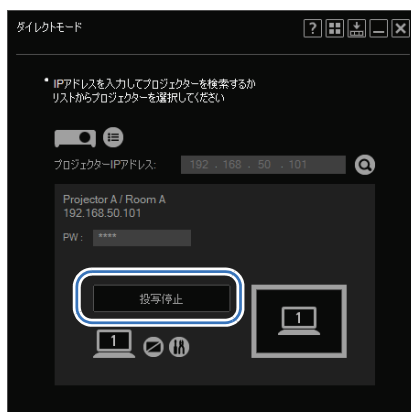 ダイレクトモード
?
* IPアドレスを入力してプロジェクターを検索するか
リストからプロジェクターを選択してください
プロジェクターIPアドレス: 192 . 168 . 50 . 101
Projector A / Room A
192.168.50.101
PW : ****
投写停止
1
1